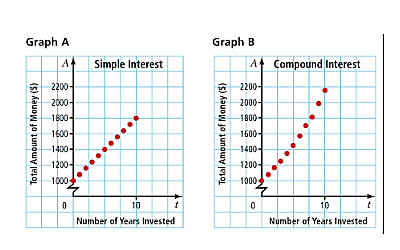 Graph A
A
Simple Interest
Total Amount of Money ($)
2200
2000
1800
1600
1400
1200
1000
0
10
t
Number of Years Invested
Graph B
A
Compound Interest
Total Amount of Money ($)
2200
2000
1800
1600
1400
1200
1000
0
10
t
Number of Years Invested